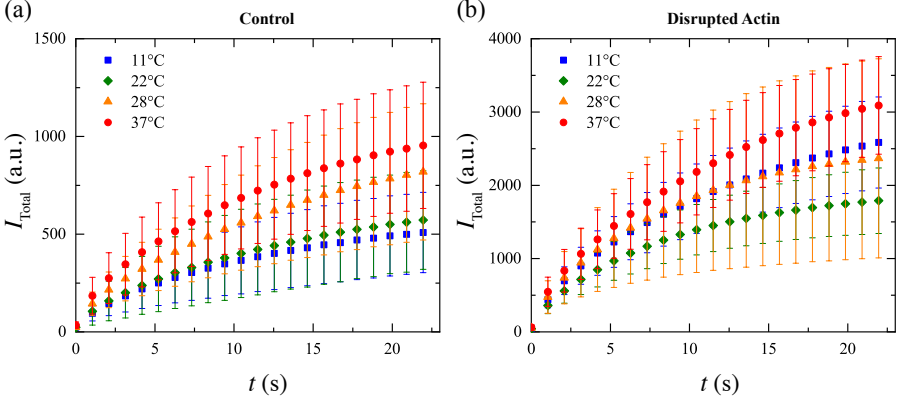 (a)
Control
1500
1000
500
0
I_Total (a.u.)
11°C
22°C
28°C
37°C
0 5 10 15 20
t (s)
(b)
Disrupted Actin
4000
3000
2000
1000
0
I_Total (a.u.)
11°C
22°C
28°C
37°C
0 5 10 15 20
t (s)